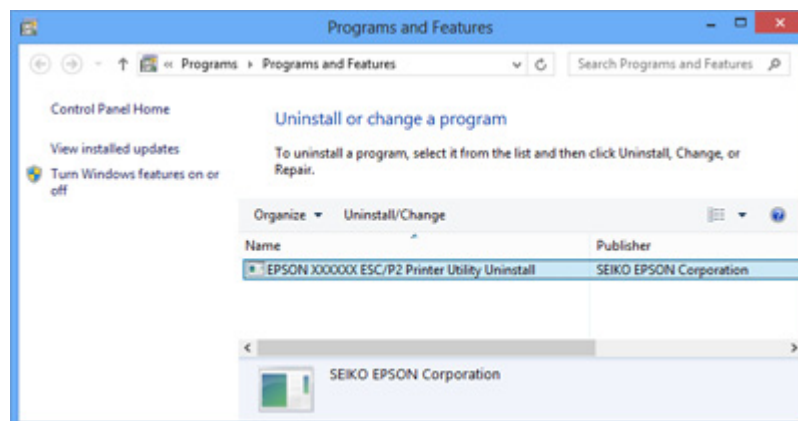 Programs and Features
« Programs › Programs and Features
Search Programs and Features
Control Panel Home
View installed updates
Turn Windows features on or
off
Uninstall or change a program
To uninstall a program, select it from the list and then click Uninstall, Change, or
Repair.
Organize Uninstall/Change
Name Publisher
EPSON XXXXXX ESC/P2 Printer Utility Uninstall SEIKO EPSON Corporation
SEIKO EPSON Corporation